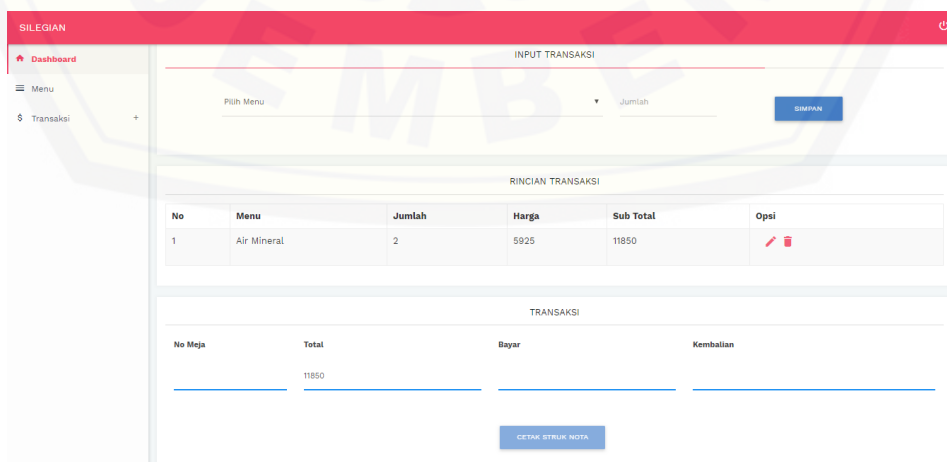 SILEGIAN
Dashboard
Menu
$ Transaksi +
INPUT TRANSAKSI
Pilih Menu Jumlah SIMPAN
RINCIAN TRANSAKSI
No Menu Jumlah Harga Sub Total Opsi
1 Air Mineral 2 5925 11850
TRANSAKSI
No Meja Total Bayar Kembalian
11850
CETAK STRUK NOTA